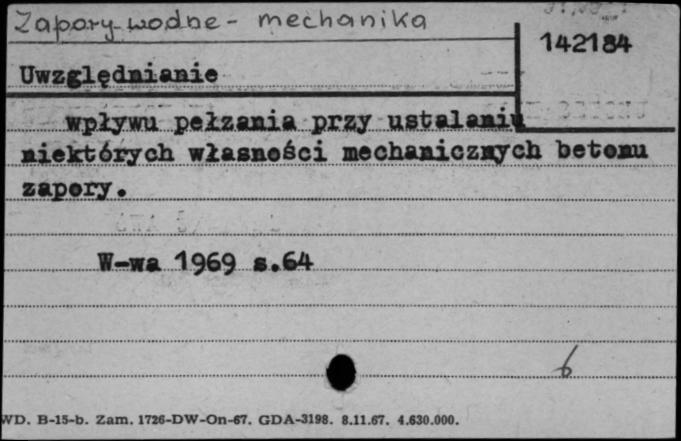 Zapory wodne - mechanika
142184
Uwzględnianie
wpływu pełzania przy ustalaniu
niektórych własności mechanicznych betonu
zapory.
W-wa 1969 s.64
6
WD. B-15-b. Zam. 1726-DW-On-67. GDA-3198. 8.11.67. 4.630.000.